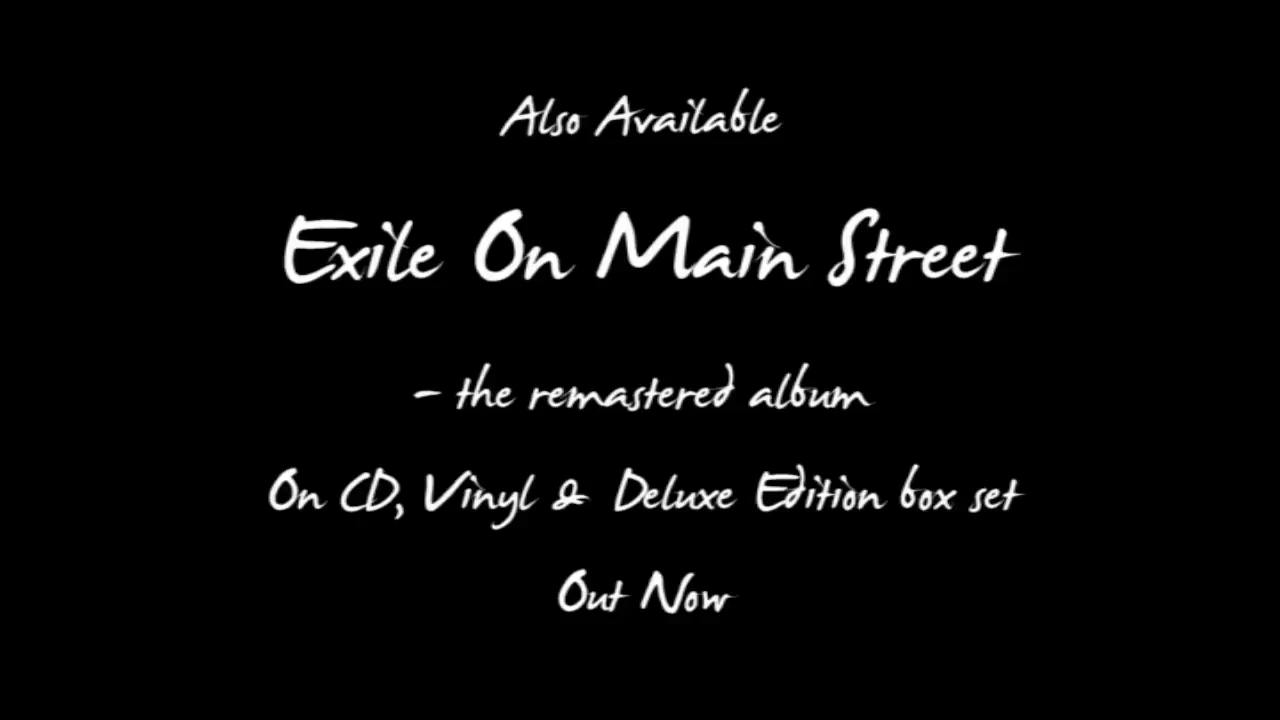 Also Available
Exile On Main Street
- the remastered album
On CD, Vinyl & Deluxe Edition box set
Out Now